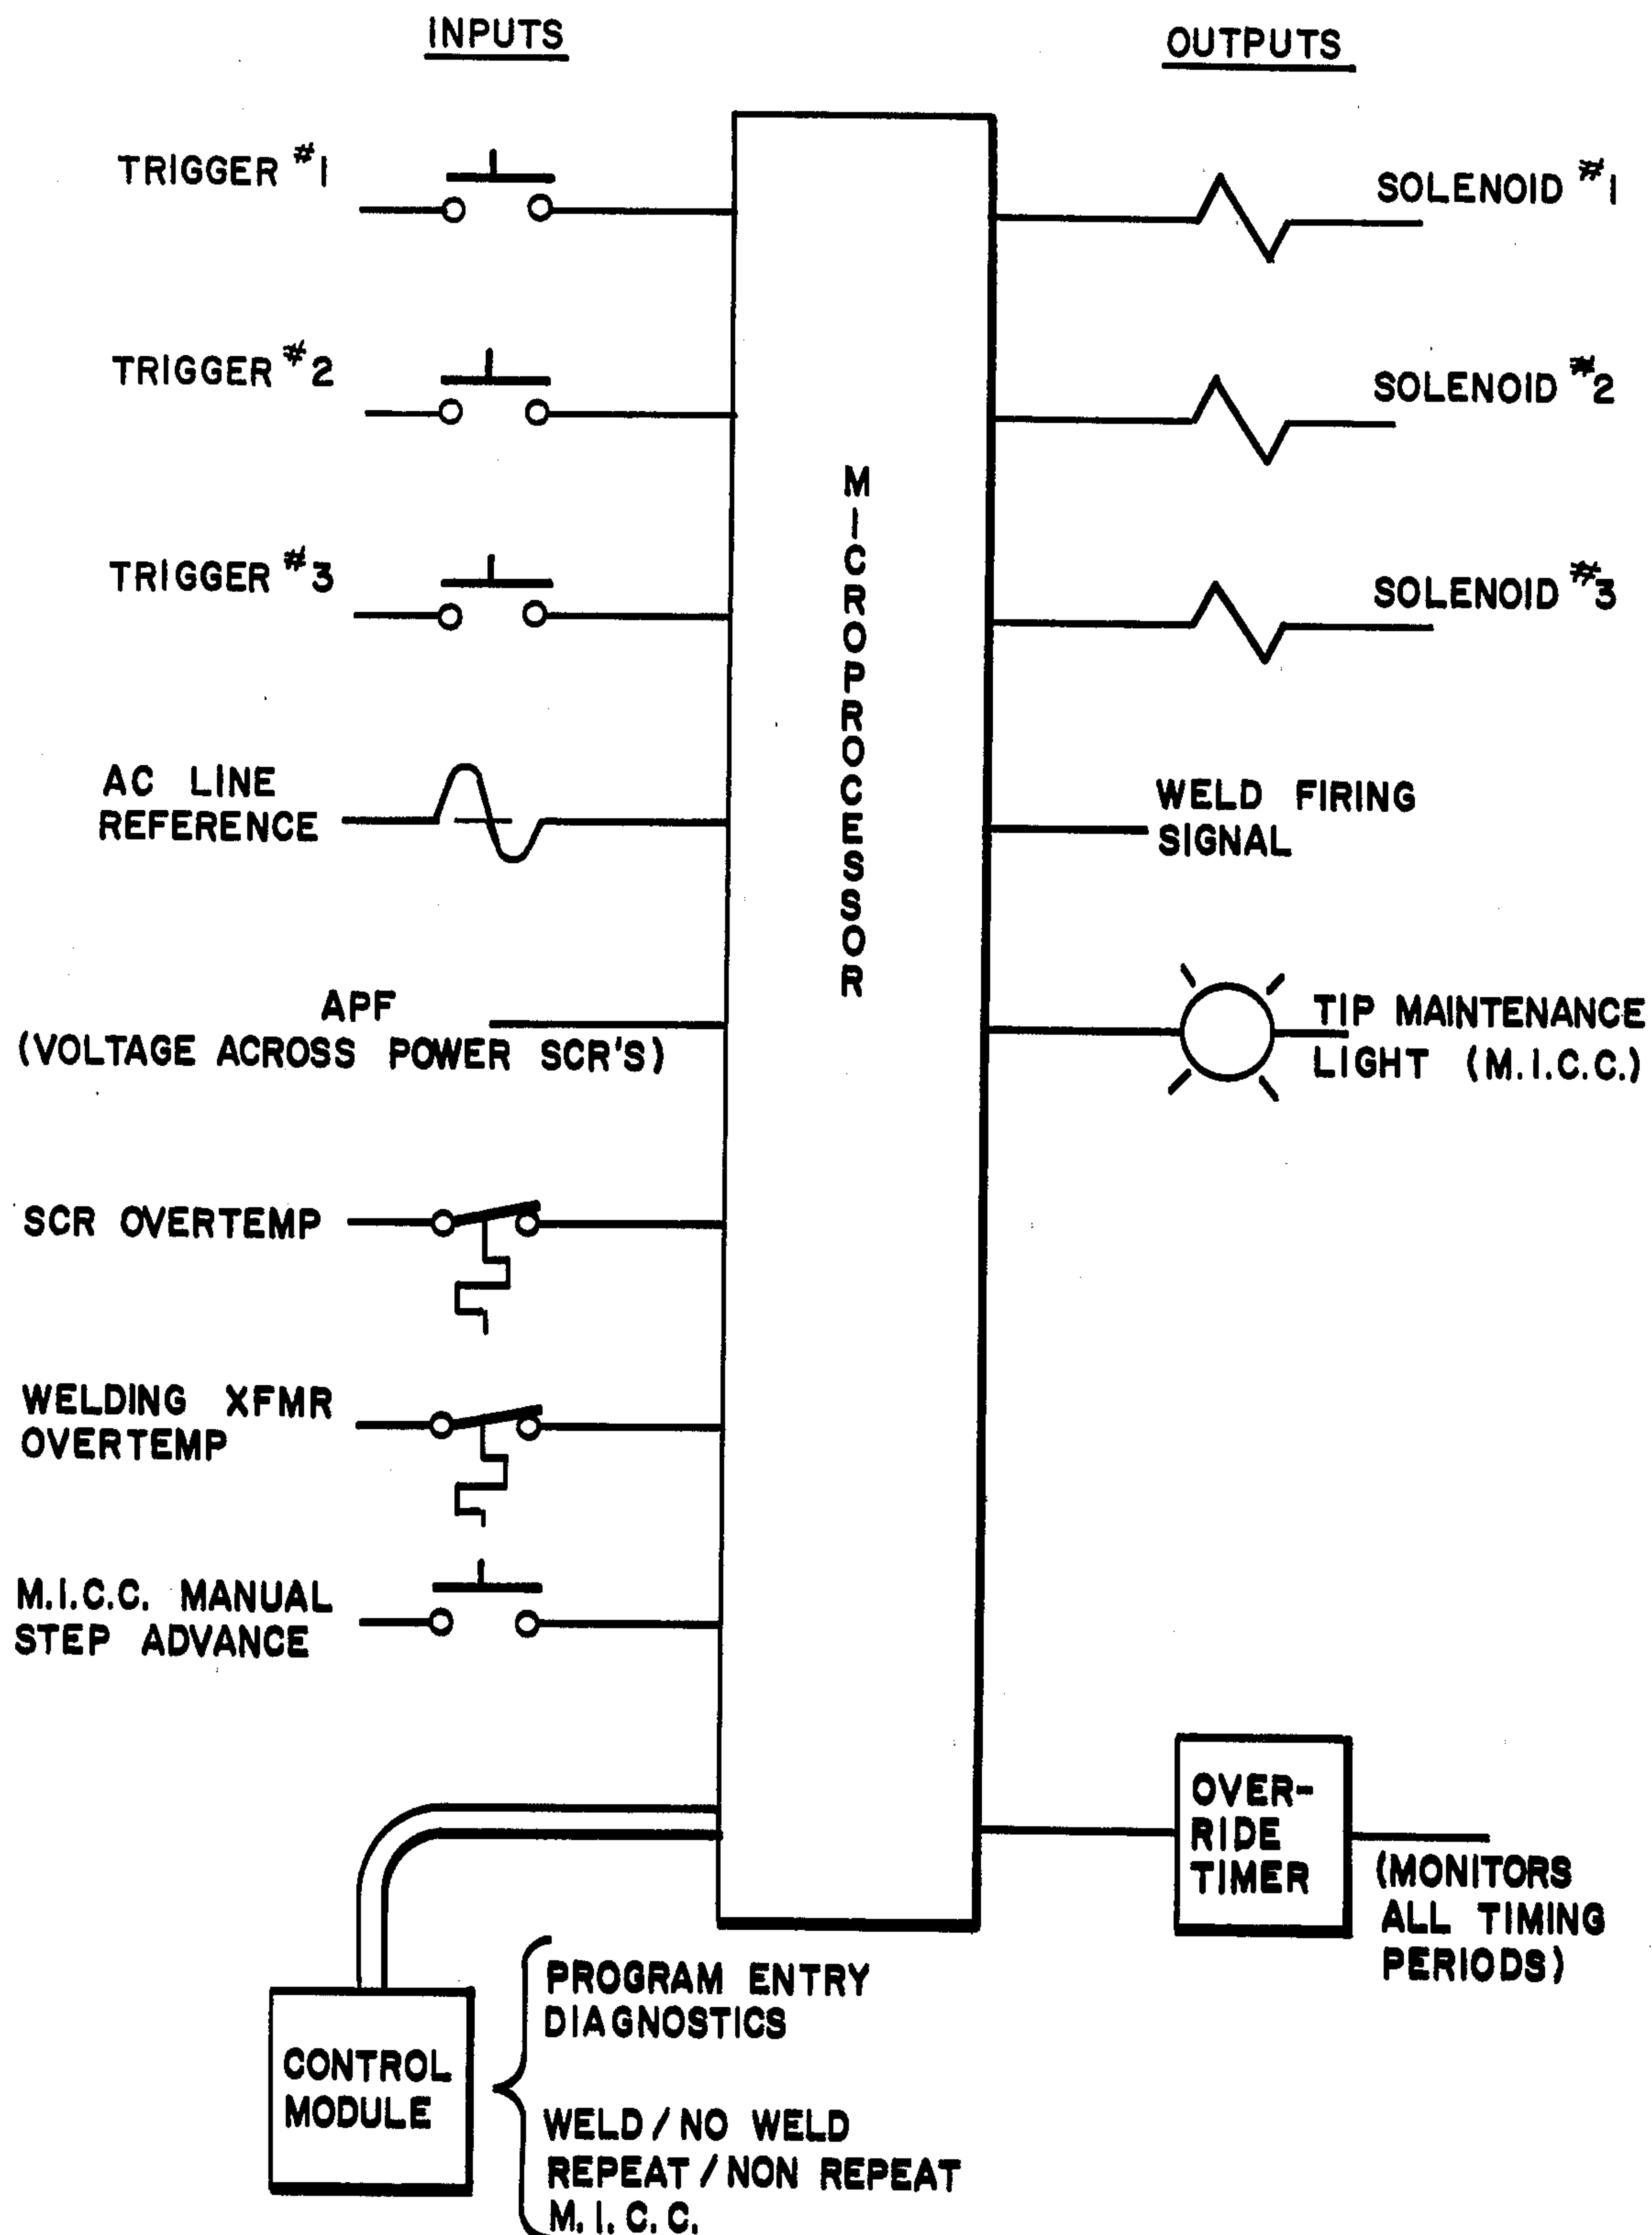 INPUTS
OUTPUTS
TRIGGER #1
TRIGGER #2
TRIGGER #3
AC LINE
REFERENCE
APF
(VOLTAGE ACROSS POWER SCR'S)
SCR OVERTEMP
WELDING XFMR
OVERTEMP
M.I.C.C. MANUAL
STEP ADVANCE
MICROPROCESSOR
SOLENOID #1
SOLENOID #2
SOLENOID #3
WELD FIRING
SIGNAL
TIP MAINTENANCE
LIGHT (M.I.C.C.)
OVER-
RIDE
TIMER
(MONITORS
ALL TIMING
PERIODS)
CONTROL
MODULE
PROGRAM ENTRY
DIAGNOSTICS
WELD/NO WELD
REPEAT/NON REPEAT
M.I.C.C.